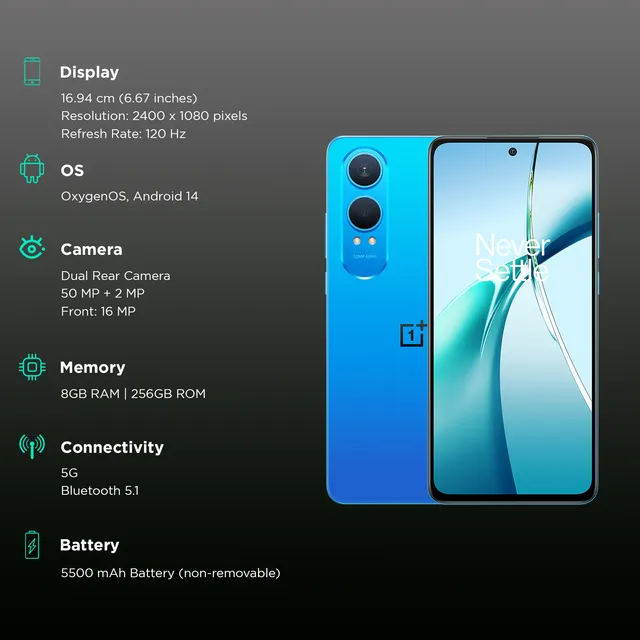 Display
16.94 cm (6.67 inches)
Resolution: 2400 x 1080 pixels
Refresh Rate: 120 Hz
OS
OxygenOS, Android 14
Camera
Dual Rear Camera
50 MP + 2 MP
Front: 16 MP
Memory
8GB RAM | 256GB ROM
Connectivity
5G
Bluetooth 5.1
Battery
5500 mAh Battery (non-removable)
Never
Settle
1+